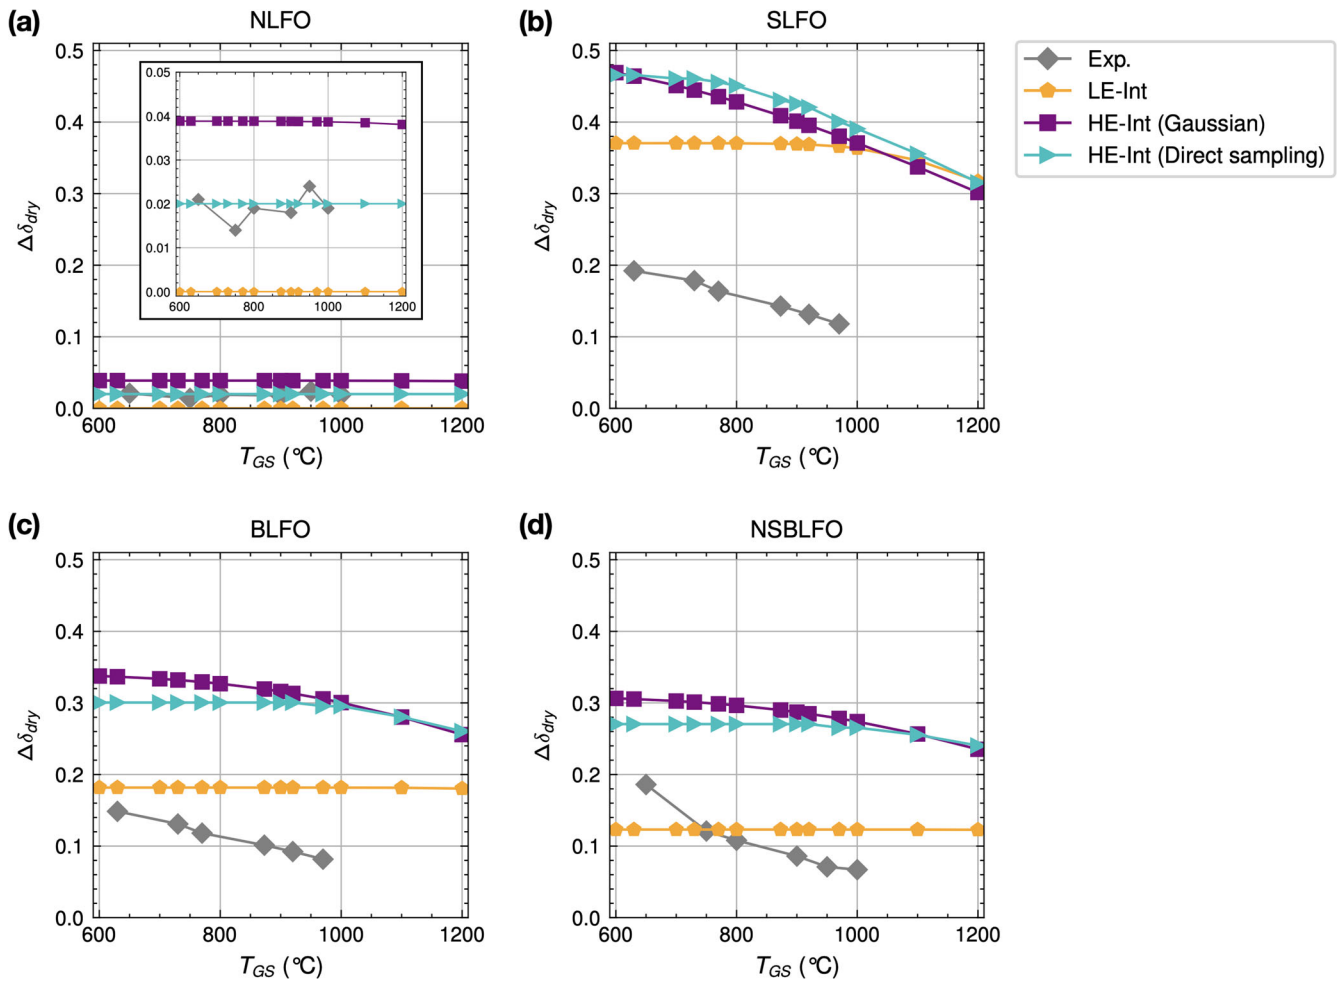 (a)
NLFO
0.5
0.4
0.3
0.2
0.1
0.0
Δδdry
0.05
0.04
0.03
0.02
0.01
0.00
600 800 1000 1200
600 800 1000 1200
TGS (°C)
(b)
SLFO
0.5
0.4
0.3
0.2
0.1
0.0
Δδdry
600 800 1000 1200
TGS (°C)
Exp.
LE-Int
HE-Int (Gaussian)
HE-Int (Direct sampling)
(c)
BLFO
0.5
0.4
0.3
0.2
0.1
0.0
Δδdry
600 800 1000 1200
TGS (°C)
(d)
NSBLFO
0.5
0.4
0.3
0.2
0.1
0.0
Δδdry
600 800 1000 1200
TGS (°C)